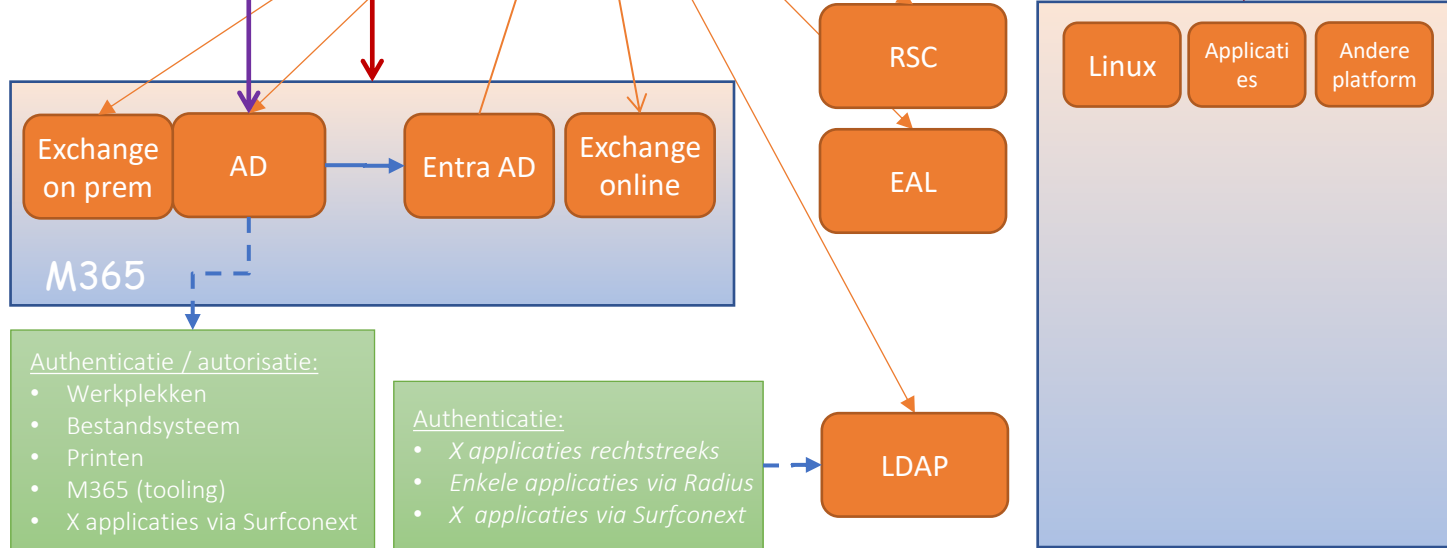 RSC
Linux
Applicati
es
Andere
platform
Exchange
on prem
AD
Entra AD
Exchange
online
EAL
M365
Authenticatie / autorisatie:
• Werkplekken
• Bestandsysteem
• Printen
• M365 (tooling)
• X applicaties via Surfconext
Authenticatie:
• X applicaties rechtstreeks
• Enkele applicaties via Radius
• X applicaties via Surfconext
LDAP